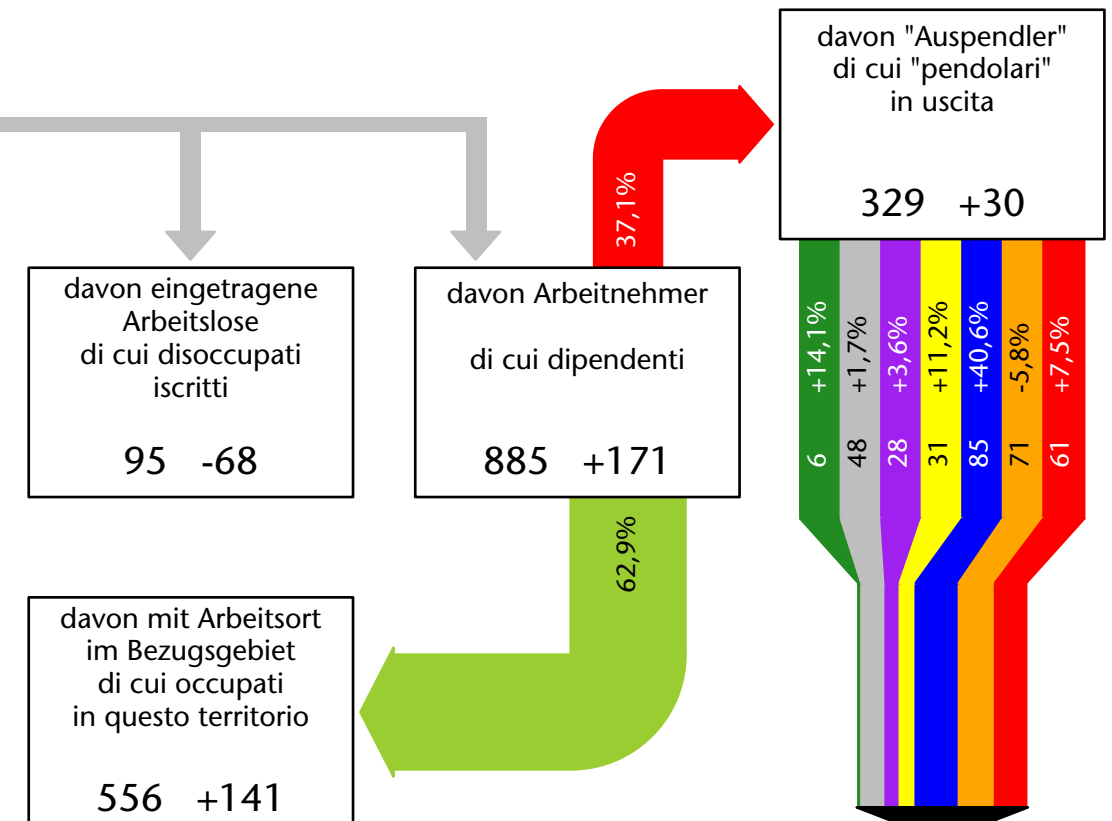 davon "Auspendler"
di cui "pendolari"
in uscita
329 +30
37,1%
davon eingetragene
Arbeitslose
di cui disoccupati
iscritti
95 -68
davon Arbeitnehmer
di cui dipendenti
885 +171
6 +14,1%
48 +1,7%
28 +3,6%
31 +11,2%
85 +40,6%
71 -5,8%
61 +7,5%
62,9%
davon mit Arbeitsort
im Bezugsgebiet
di cui occupati
in questo territorio
556 +141